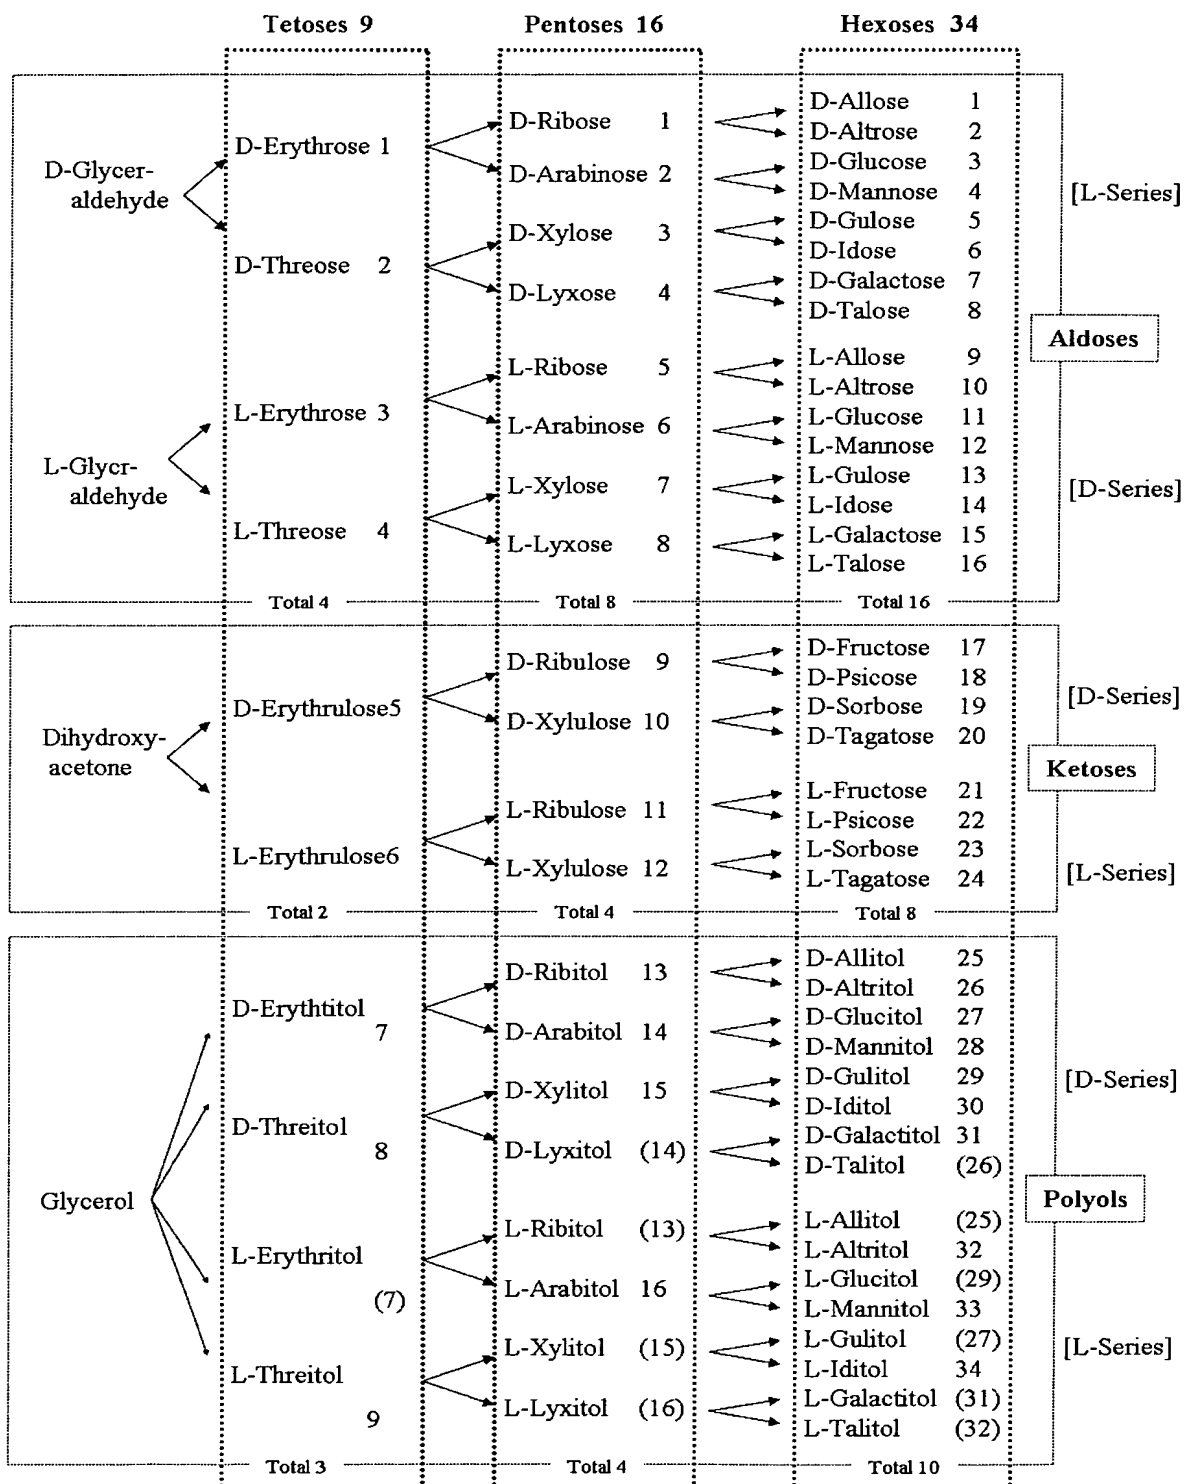 Tetoses 9
Pentoses 16
Hexoses 34
D-Glycer-
aldehyde
L-Glycr-
aldehyde
D-Erythrose 1
D-Threose 2
L-Erythrose 3
L-Threose 4
D-Ribose 1
D-Arabinose 2
D-Xylose 3
D-Lyxose 4
L-Ribose 5
L-Arabinose 6
L-Xylose 7
L-Lyxose 8
D-Allose 1
D-Altrose 2
D-Glucose 3
D-Mannose 4
D-Gulose 5
D-Idose 6
D-Galactose 7
D-Talose 8
L-Allose 9
L-Altrose 10
L-Glucose 11
L-Mannose 12
L-Gulose 13
L-Idose 14
L-Galactose 15
L-Talose 16
[L-Series]
Aldoses
[D-Series]
Total 4
Total 8
Total 16
Dihydroxy-
acetone
D-Erythrulose5
L-Erythrulose6
D-Ribulose 9
D-Xylulose 10
L-Ribulose 11
L-Xylulose 12
D-Fructose 17
D-Psicose 18
D-Sorbose 19
D-Tagatose 20
L-Fructose 21
L-Psicose 22
L-Sorbose 23
L-Tagatose 24
[D-Series]
Ketoses
[L-Series]
Total 2
Total 4
Total 8
Glycerol
D-Erythtitol
7
D-Threitol
8
L-Erythritol
(7)
L-Threitol
9
D-Ribitol 13
D-Arabitol 14
D-Xylitol 15
D-Lyxitol (14)
L-Ribitol (13)
L-Arabitol 16
L-Xylitol (15)
L-Lyxitol (16)
D-Allitol 25
D-Altritol 26
D-Glucitol 27
D-Mannitol 28
D-Gulitol 29
D-Iditol 30
D-Galactitol 31
D-Talitol (26)
L-Allitol (25)
L-Altritol 32
L-Glucitol (29)
L-Mannitol 33
L-Gulitol (27)
L-Iditol 34
L-Galactitol (31)
L-Talitol (32)
[D-Series]
Polyols
[L-Series]
Total 3
Total 4
Total 10